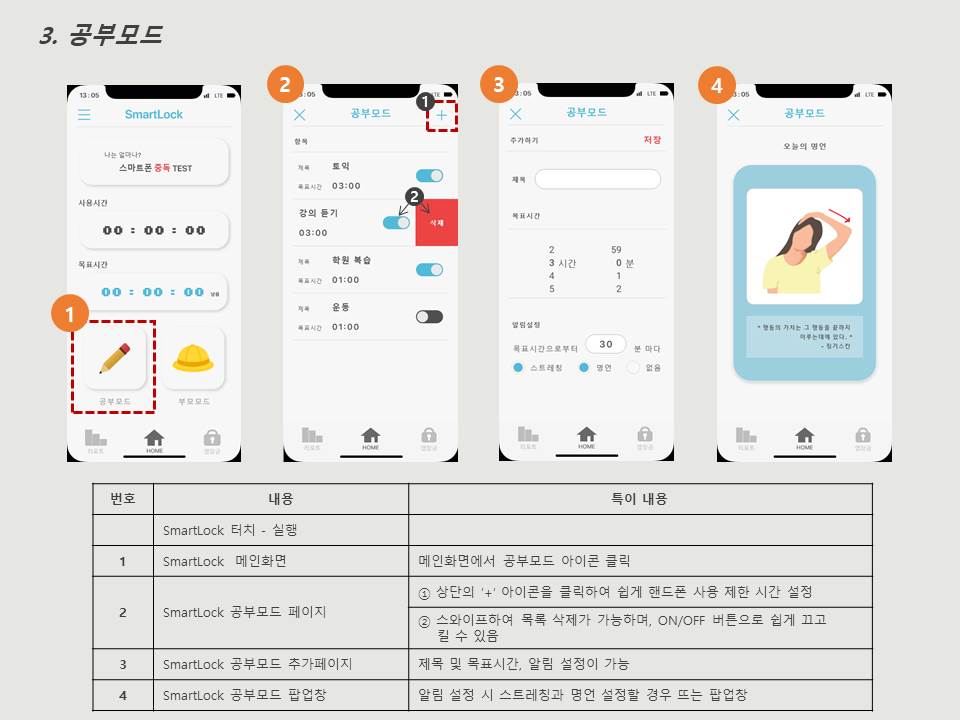 3. 공부모드
1
2
3
4
13:05
LTE
SmartLock
나는 얼마나?
스마트폰 중독 TEST
사용시간
00 : 00 : 00
목표시간
00 : 00 : 00
남음
공부모드
부모모드
리포트
HOME
잠장금
:05
LTE
공부모드
1
+
항목
제목
토익
목표시간
03:00
강의 듣기
03:00
2
삭제
제목
학원 복습
목표시간
01:00
제목
운동
목표시간
01:00
리포트
HOME
잠장금
3:05
LTE
공부모드
추가하기
저장
제목
목표시간
2 59
3 시간 0 분
4 1
5 2
알림설정
목표시간으로부터 30 분 마다
스트레칭 명언 없음
리포트
HOME
잠장금
3:05
LTE
공부모드
오늘의 명언
" 행동의 가치는 그 행동을 끝까지
이루는데에 있다. "
- 칭기스칸
리포트
HOME
잠장금
번호 내용 특이 내용
SmartLock 터치 - 실행
1 SmartLock 메인화면 메인화면에서 공부모드 아이콘 클릭
2 SmartLock 공부모드 페이지 ① 상단의 '+' 아이콘을 클릭하여 쉽게 핸드폰 사용 제한 시간 설정
② 스와이프하여 목록 삭제가 가능하며, ON/OFF 버튼으로 쉽게 끄고
킬 수 있음
3 SmartLock 공부모드 추가페이지 제목 및 목표시간, 알림 설정이 가능
4 SmartLock 공부모드 팝업창 알림 설정 시 스트레칭과 명언 설정할 경우 뜨는 팝업창